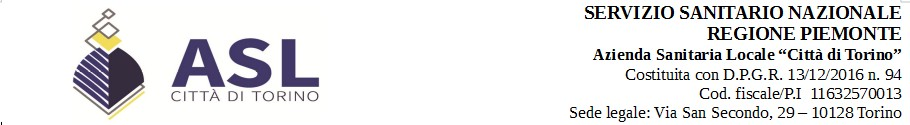 ASL
CITTÀ DI TORINO
SERVIZIO SANITARIO NAZIONALE
REGIONE PIEMONTE
Azienda Sanitaria Locale “Città di Torino”
Costituita con D.P.G.R. 13/12/2016 n. 94
Cod. fiscale/P.I 11632570013
Sede legale: Via San Secondo, 29 – 10128 Torino